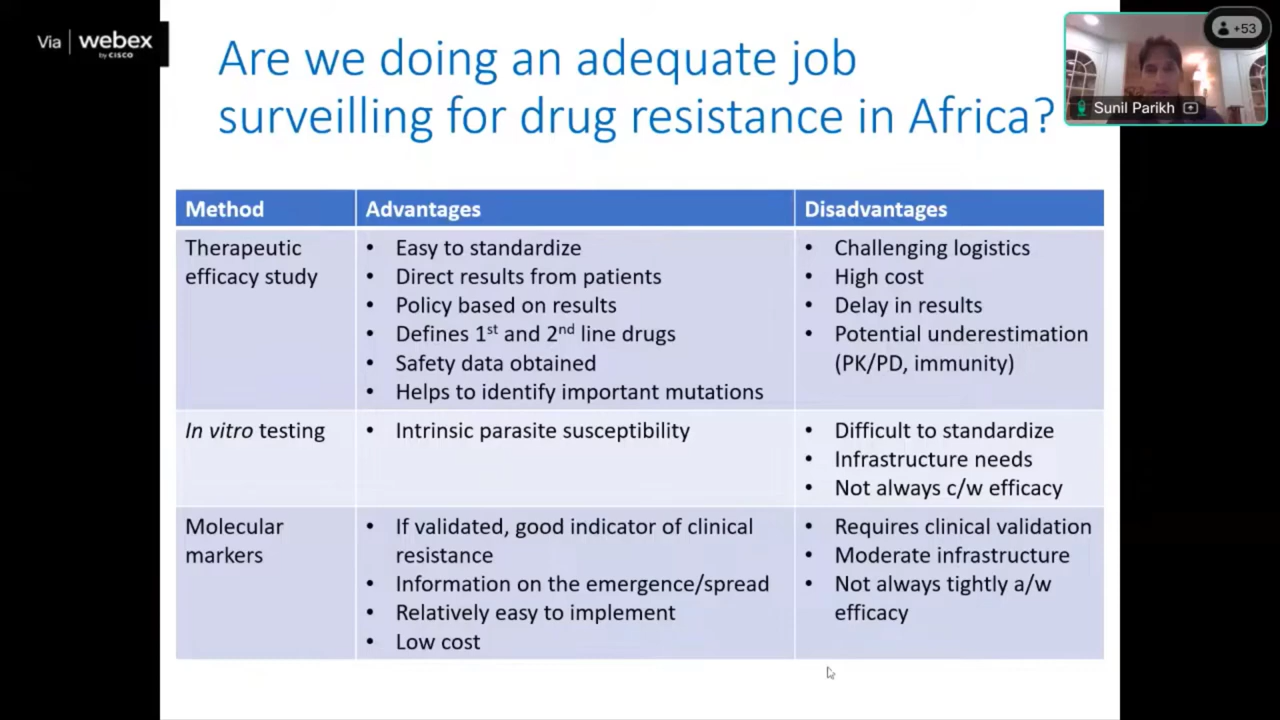 Via | webex
by CISCO
+53
Sunil Parikh
Are we doing an adequate job
surveilling for drug resistance in Africa?
Method
Advantages
Disadvantages
Therapeutic
efficacy study
• Easy to standardize
• Direct results from patients
• Policy based on results
• Defines 1st and 2nd line drugs
• Safety data obtained
• Helps to identify important mutations
• Challenging logistics
• High cost
• Delay in results
• Potential underestimation
(PK/PD, immunity)
In vitro testing
• Intrinsic parasite susceptibility
• Difficult to standardize
• Infrastructure needs
• Not always c/w efficacy
Molecular
markers
• If validated, good indicator of clinical
resistance
• Information on the emergence/spread
• Relatively easy to implement
• Low cost
• Requires clinical validation
• Moderate infrastructure
• Not always tightly a/w
efficacy